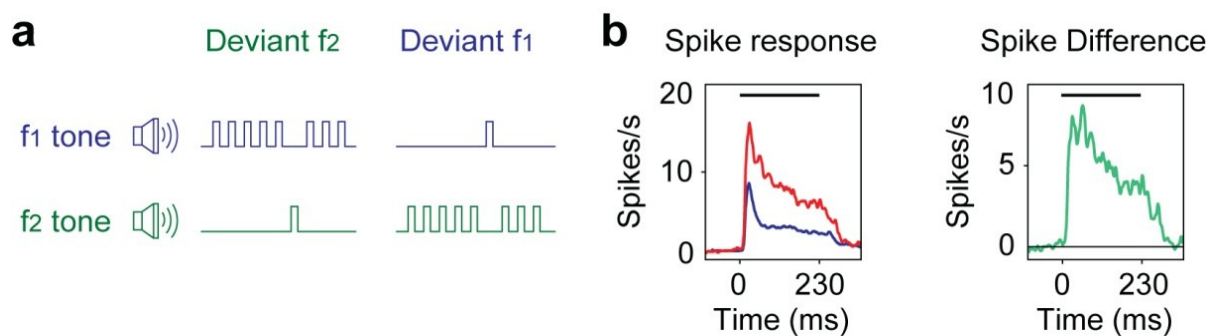 a
Deviant f2
Deviant f1
f1 tone
f2 tone
b
Spike response
20
10
0
Spikes/s
0
230
Time (ms)
Spike Difference
10
5
0
Spikes/s
0
230
Time (ms)